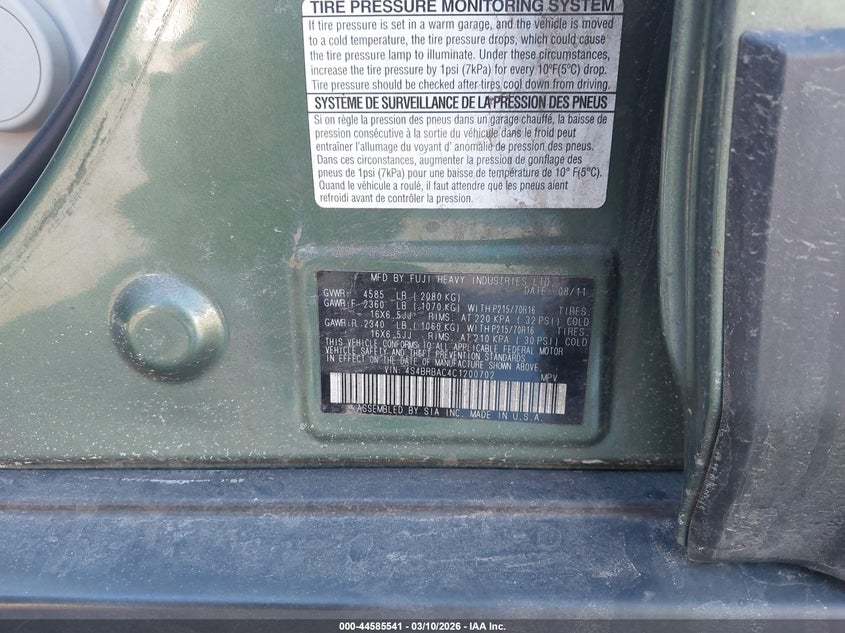 TIRE PRESSURE MONITORING SYSTEM
If tire pressure is set in a warm garage, and the vehicle is moved
to a cold temperature, the tire pressure drops, which could cause
the tire pressure lamp to illuminate. Under these circumstances,
increase the tire pressure by 1psi (7kPa) for every 10°F(5°C) drop.
Tire pressure should be checked after tires cool down from driving.
SYSTÈME DE SURVEILLANCE DE LA PRESSION DES PNEUS
Si on règle la pression des pneus dans un garage chauffé, la baisse de
pression consécutive à la sortie du véhicule dans le froid peut
entraîner l'allumage du voyant d' anomalie de pression des pneus.
Dans ces circonstances, augmenter la pression de gonflage des
pneus de 1psi (7kPa) pour une baisse de température de 10° F(5°C).
Quand le véhicule a roulé, il faut attendre que les pneus aient
refroidi avant de contrôler la pression.
MFD BY FUJI HEAVY INDUSTRIES LTD.
DATE: 08/11
GVWR: 4585 LB (2080 KG)
GAWR:F 2360 LB (1070 KG) WITH P215/70R16 TIRES,
16X6.5JJ RIMS, AT 220 KPA (32 PSI) COLD
GAWR:R 2340 LB (1060 KG) WITH P215/70R16 TIRES,
16X6.5JJ RIMS, AT 210 KPA (30 PSI) COLD
THIS VEHICLE CONFORMS TO ALL APPLICABLE FEDERAL MOTOR
VEHICLE SAFETY AND THEFT PREVENTION STANDARDS
IN EFFECT ON THE DATE OF MANUFACTURE SHOWN ABOVE.
VIN: 4S4BRBAC4C1200702 MPV
ASSEMBLED BY SIA INC. MADE IN U.S.A.
000-44585541 - 03/10/2026 - IAA Inc.